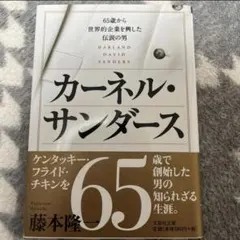 65歳から
世界的企業を興した
伝説の男
HARLAND
DAVID
SANDERS
カーネル・
サンダース
ケンタッキー・
フライド・
チキンを
65
歳で
創始した
男の
知られざる
生涯。
藤本隆一